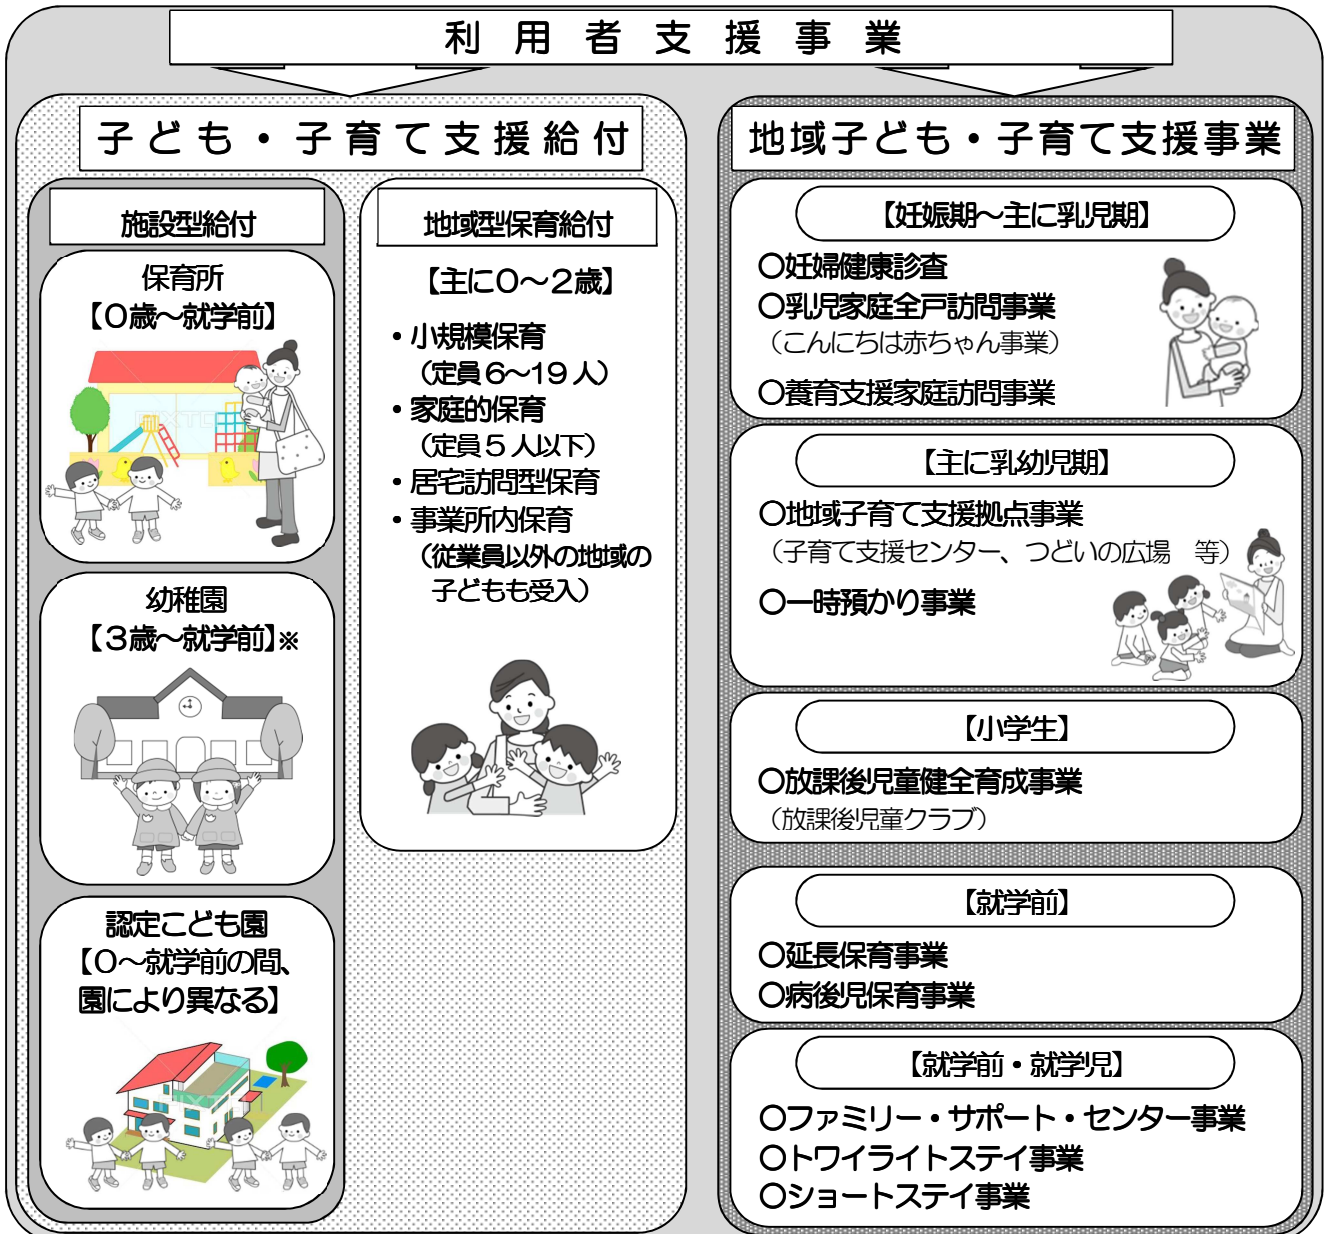 利用者支援事業
子ども・子育て支援給付
施設型給付
保育所
【0歳～就学前】
幼稚園
【3歳～就学前】※
認定こども園
【0～就学前の間、
園により異なる】
地域型保育給付
【主に0～2歳】
・小規模保育
（定員6～19人）
・家庭的保育
（定員5人以下）
・居宅訪問型保育
・事業所内保育
（従業員以外の地域の
子どもも受入）
地域子ども・子育て支援事業
【妊娠期～主に乳児期】
〇妊婦健康診査
〇乳児家庭全戸訪問事業
（こんにちは赤ちゃん事業）
〇養育支援家庭訪問事業
【主に乳幼児期】
〇地域子育て支援拠点事業
（子育て支援センター、つどいの広場　等）
〇一時預かり事業
【小学生】
〇放課後児童健全育成事業
（放課後児童クラブ）
【就学前】
〇延長保育事業
〇病後児保育事業
【就学前・就学児】
〇ファミリー・サポート・センター事業
〇トワイライトステイ事業
〇ショートステイ事業